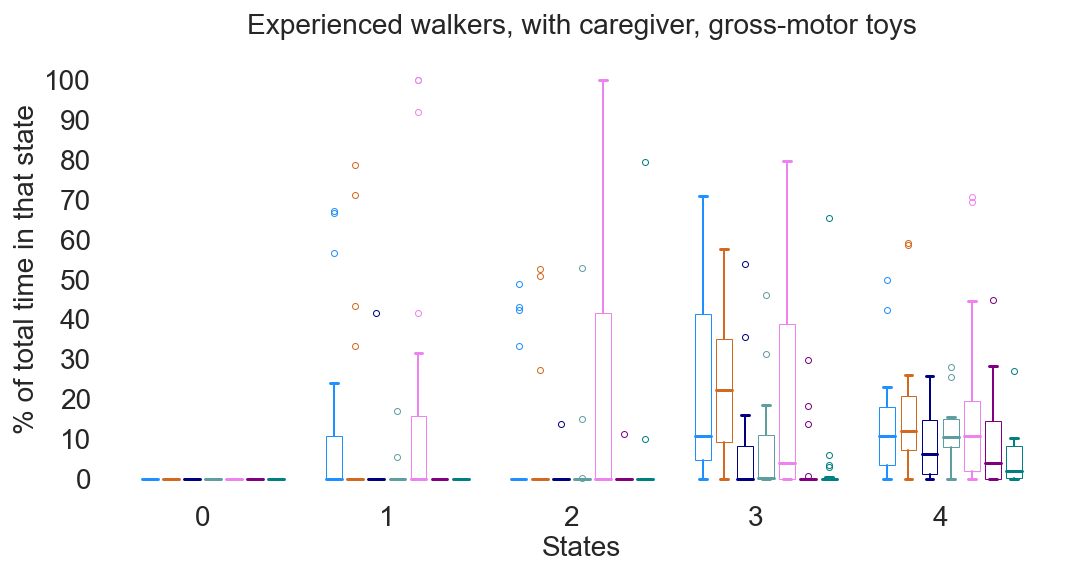 Experienced walkers, with caregiver, gross-motor toys
% of total time in that state
100
90
80
70
60
50
40
30
20
10
0
0 1 2 3 4
States